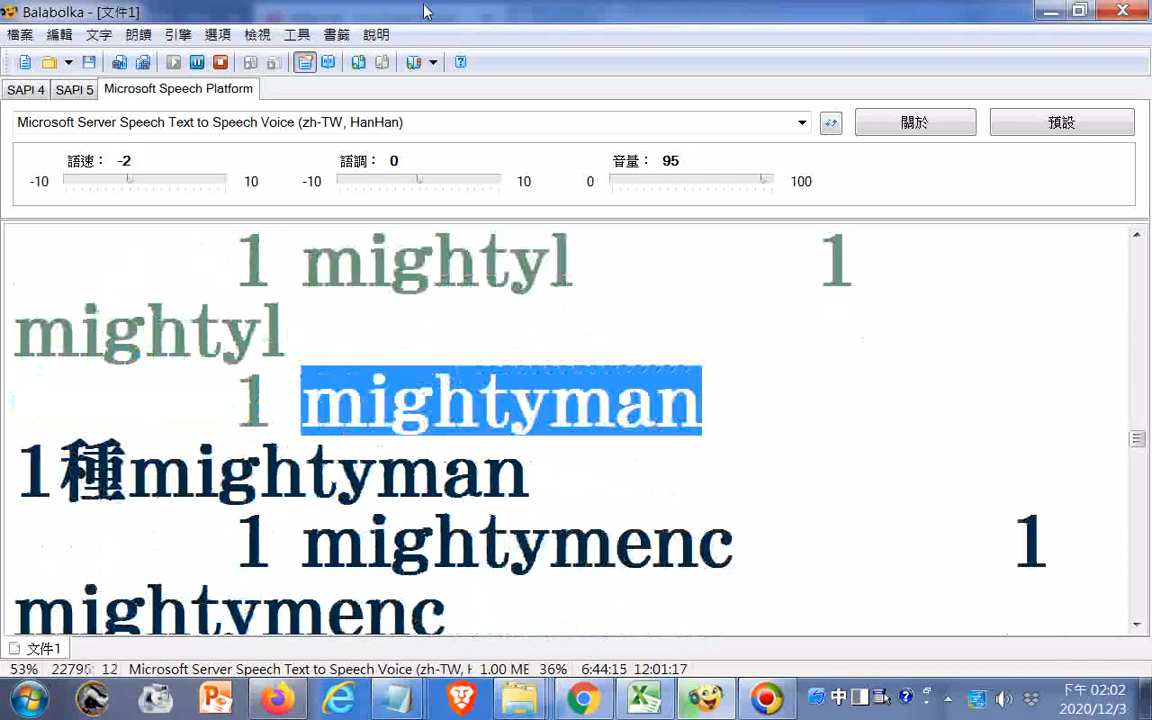 Balabolka - [文件1]
檔案 編輯 文字 朗讀 引擎 選項 檢視 工具 書籤 說明
SAPI 4 SAPI 5 Microsoft Speech Platform
Microsoft Server Speech Text to Speech Voice (zh-TW, HanHan) 關於 預設
語速： -2 語調： 0 音量： 95
-10 10 -10 10 0 100
1 mightyl 1
mightyl
1 mightyman
1種mightyman
1 mightymenc 1
mightymenc
文件1
53% 22795 12 Microsoft Server Speech Text to Speech Voice (zh-TW, H 1.00 ME 36% 6:44:15 12:01:17
中 下午 02:02
2020/12/3